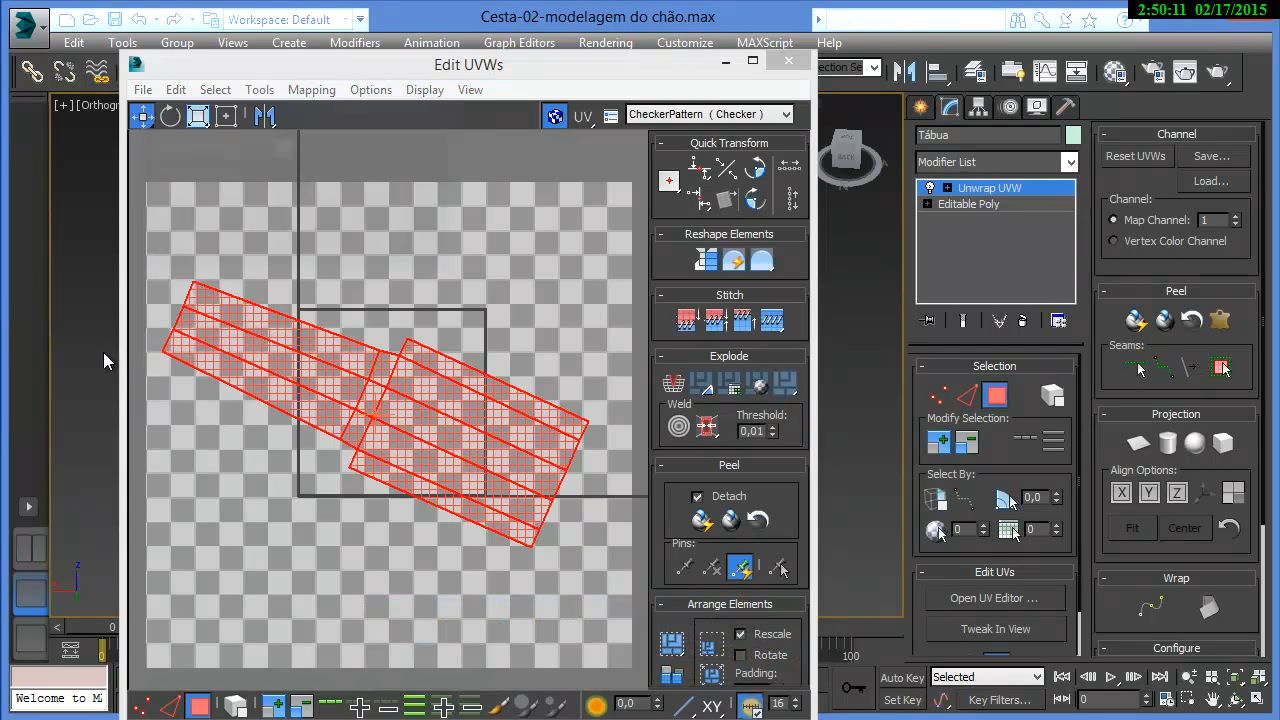 2:50:11 02/17/2015
Workspace: Default
Cesta-02-modelagem do chão.max
Edit Tools Group Views Create Modifiers Animation Graph Editors Rendering Customize MAXScript Help
Edit UVWs
File Edit Select Tools Mapping Options Display View
UV CheckerPattern ( Checker )
[+] [Orthogr
BACK
Quick Transform
Reshape Elements
Stitch
Explode
Weld
Threshold:
0,01
Peel
Detach
Pins:
Arrange Elements
Rescale
Rotate
Padding:
ction Se
Tábua
Modifier List
Unwrap UVW
Editable Poly
Selection
Modify Selection:
Select By:
0,0
0
0
Edit UVs
Open UV Editor ...
Tweak In View
Channel
Reset UVWs Save...
Load...
Channel:
Map Channel: 1
Vertex Color Channel
Peel
Seams:
Projection
Align Options:
X Y Z
Fit Center
Wrap
Configure
z
x
< 0
0
100
Welcome to M
0,0 XY 16
Auto Key Selected
Set Key Key Filters... 0